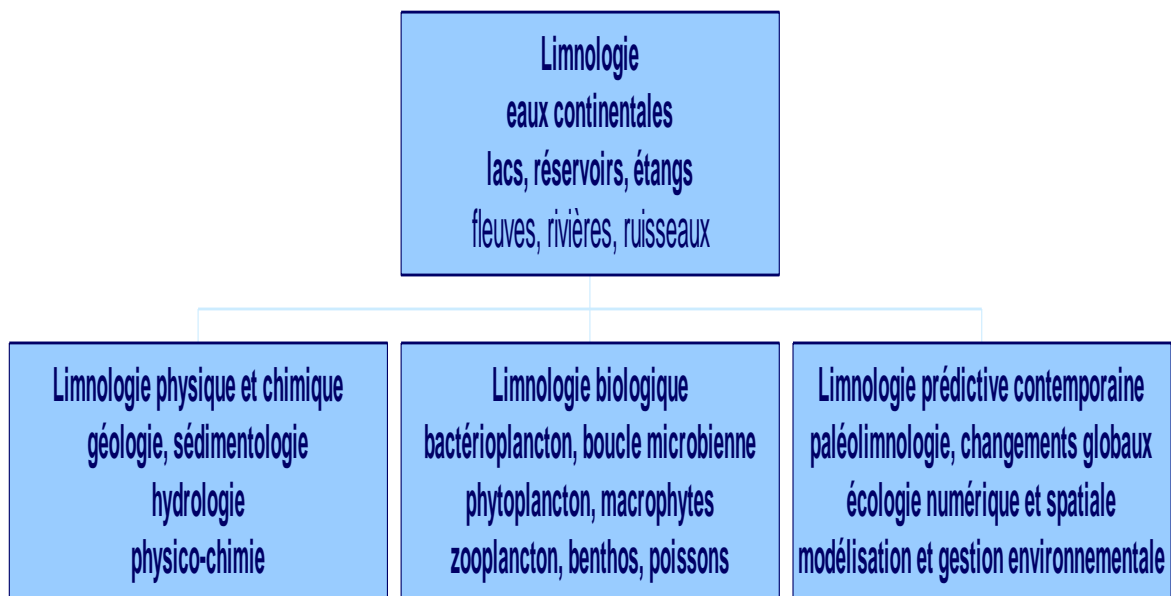 Limnologie
eaux continentales
lacs, réservoirs, étangs
fleuves, rivières, ruisseaux
Limnologie physique et chimique
géologie, sédimentologie
hydrologie
physico-chimie
Limnologie biologique
bactérioplancton, boucle microbienne
phytoplancton, macrophytes
zooplancton, benthos, poissons
Limnologie prédictive contemporaine
paléolimnologie, changements globaux
écologie numérique et spatiale
modélisation et gestion environnementale